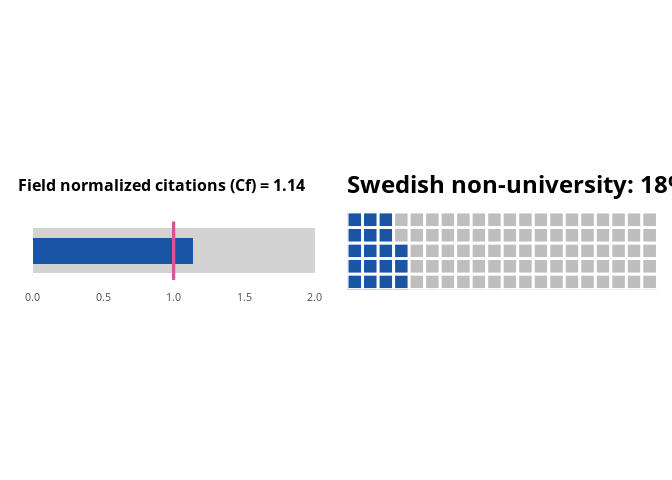 Field normalized citations (Cf) = 1.14
Swedish non-university: 18%
0.0 0.5 1.0 1.5 2.0